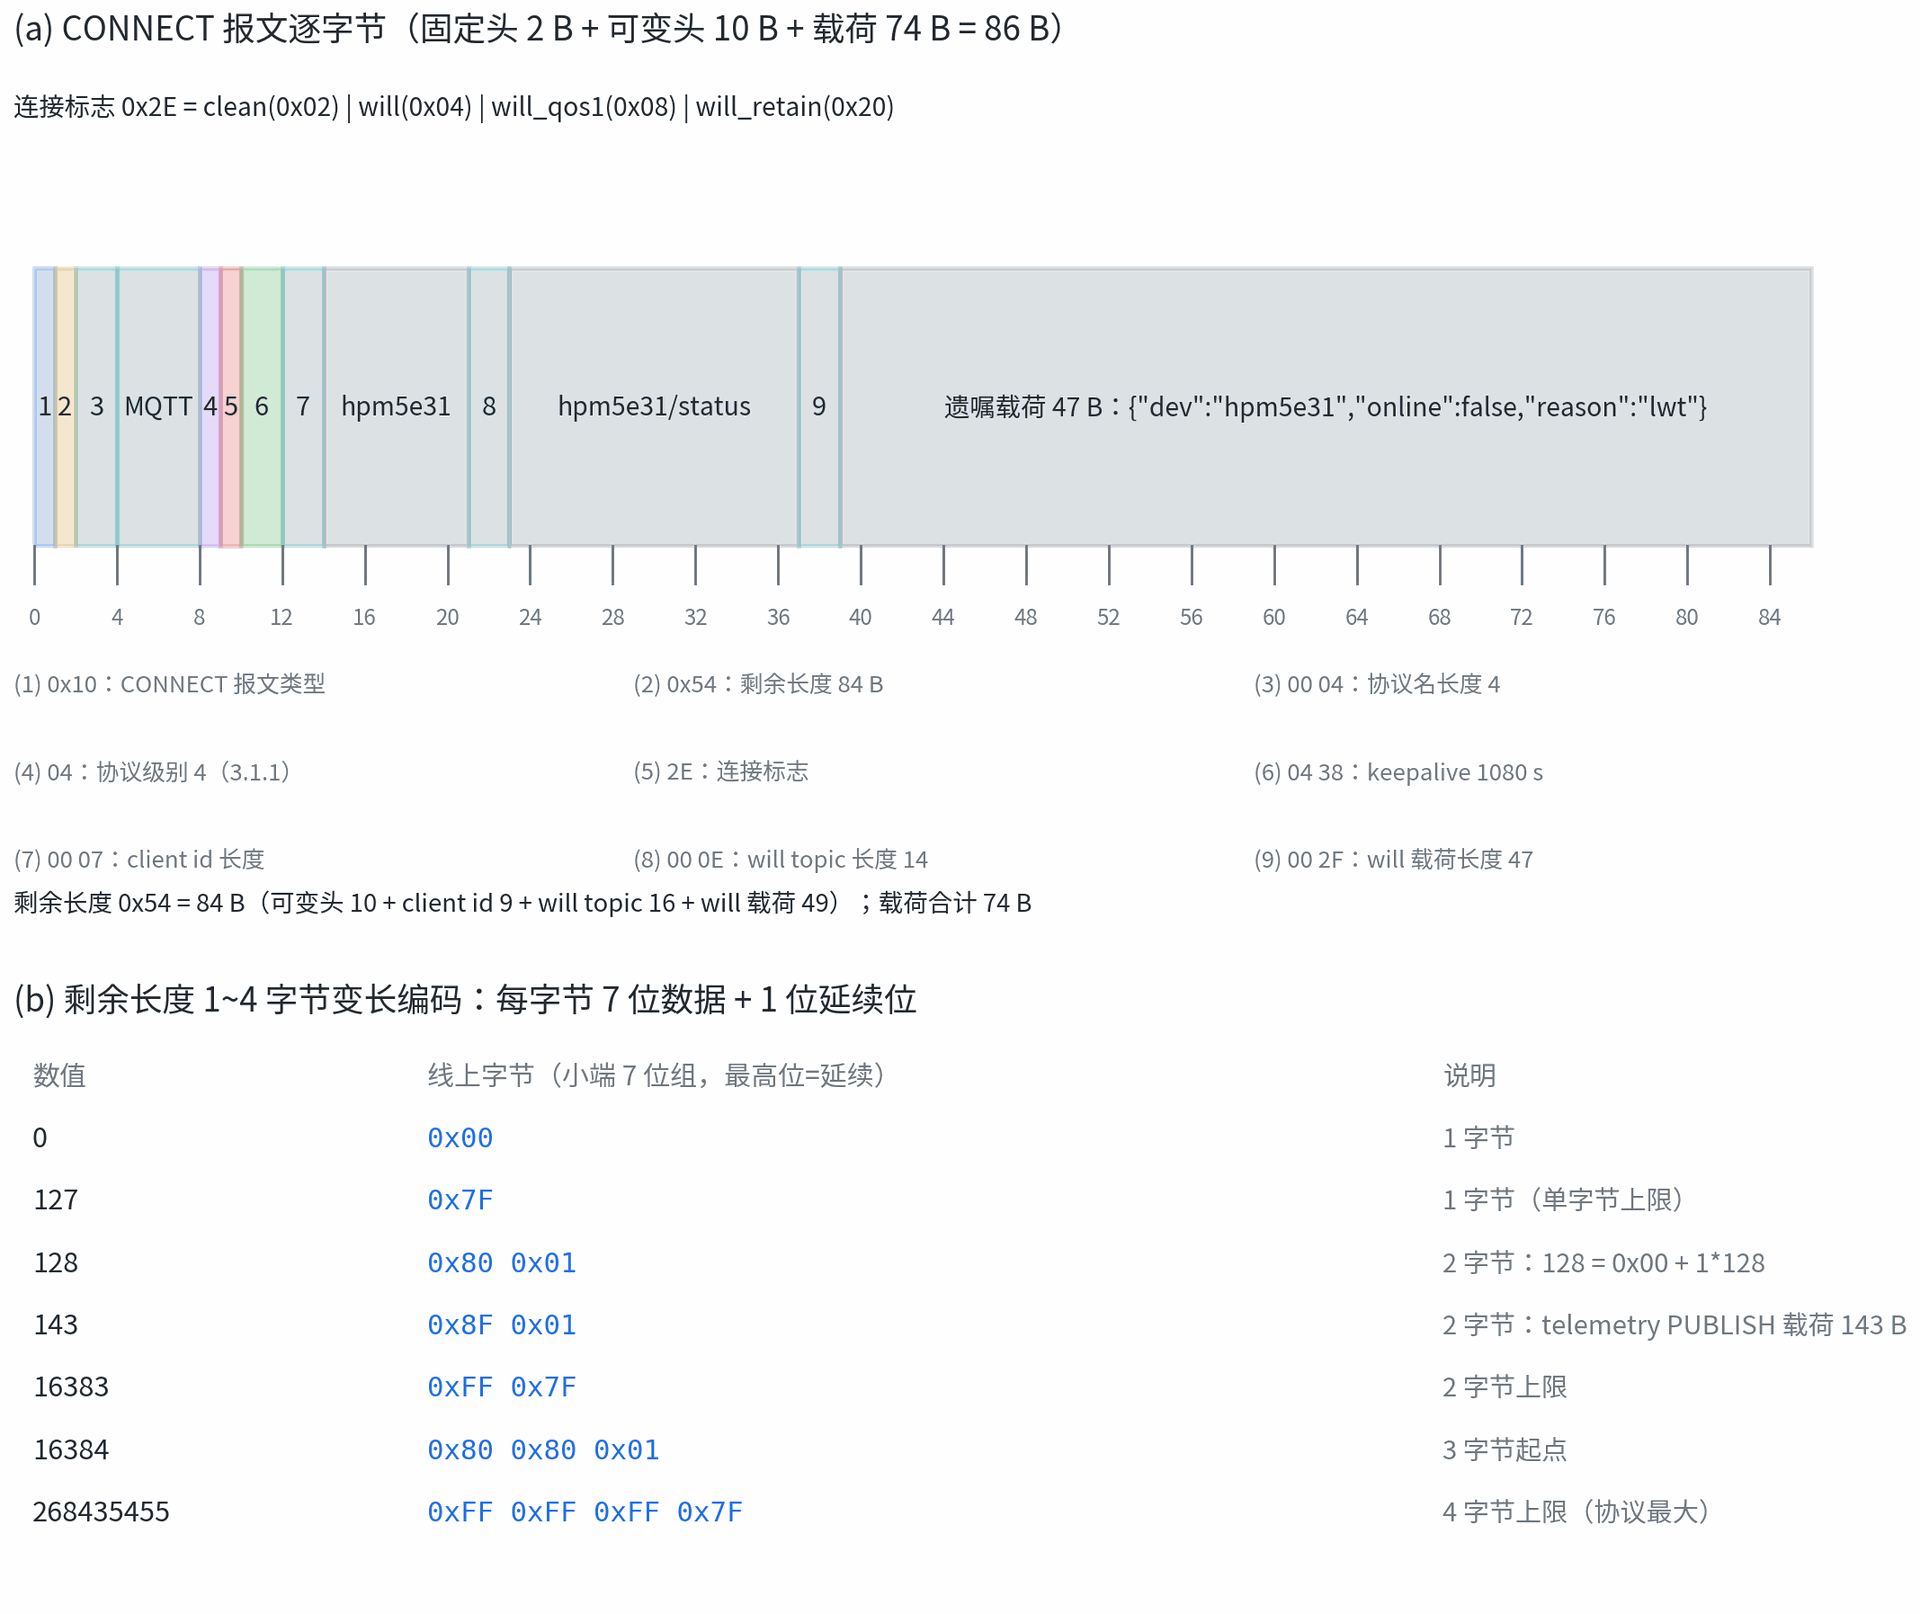 (a) CONNECT 报文逐字节（固定头 2 B + 可变头 10 B + 载荷 74 B = 86 B）
连接标志 0x2E = clean(0x02) | will(0x04) | will_qos1(0x08) | will_retain(0x20)
1 2 3 MQTT 4 5 6 7 hpm5e31 8 hpm5e31/status 9 遗嘱载荷 47 B：{"dev":"hpm5e31","online":false,"reason":"lwt"}
0 4 8 12 16 20 24 28 32 36 40 44 48 52 56 60 64 68 72 76 80 84
(1) 0x10：CONNECT 报文类型 (2) 0x54：剩余长度 84 B (3) 00 04：协议名长度 4
(4) 04：协议级别 4（3.1.1） (5) 2E：连接标志 (6) 04 38：keepalive 1080 s
(7) 00 07：client id 长度 (8) 00 0E：will topic 长度 14 (9) 00 2F：will 载荷长度 47
剩余长度 0x54 = 84 B（可变头 10 + client id 9 + will topic 16 + will 载荷 49）；载荷合计 74 B
(b) 剩余长度 1~4 字节变长编码：每字节 7 位数据 + 1 位延续位
数值 线上字节（小端 7 位组，最高位=延续） 说明
0 0x00 1 字节
127 0x7F 1 字节（单字节上限）
128 0x80 0x01 2 字节：128 = 0x00 + 1*128
143 0x8F 0x01 2 字节：telemetry PUBLISH 载荷 143 B
16383 0xFF 0x7F 2 字节上限
16384 0x80 0x80 0x01 3 字节起点
268435455 0xFF 0xFF 0xFF 0x7F 4 字节上限（协议最大）